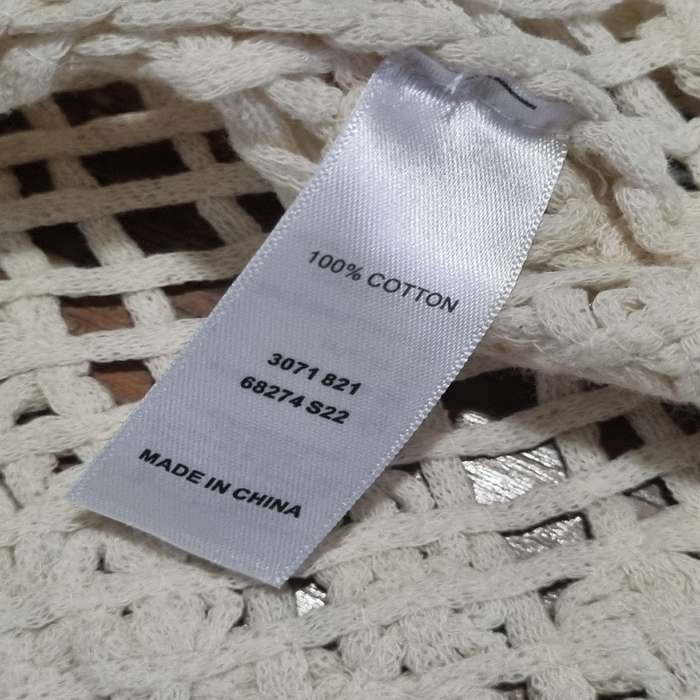 100% COTTON
3071 821
68274 S22
MADE IN CHINA